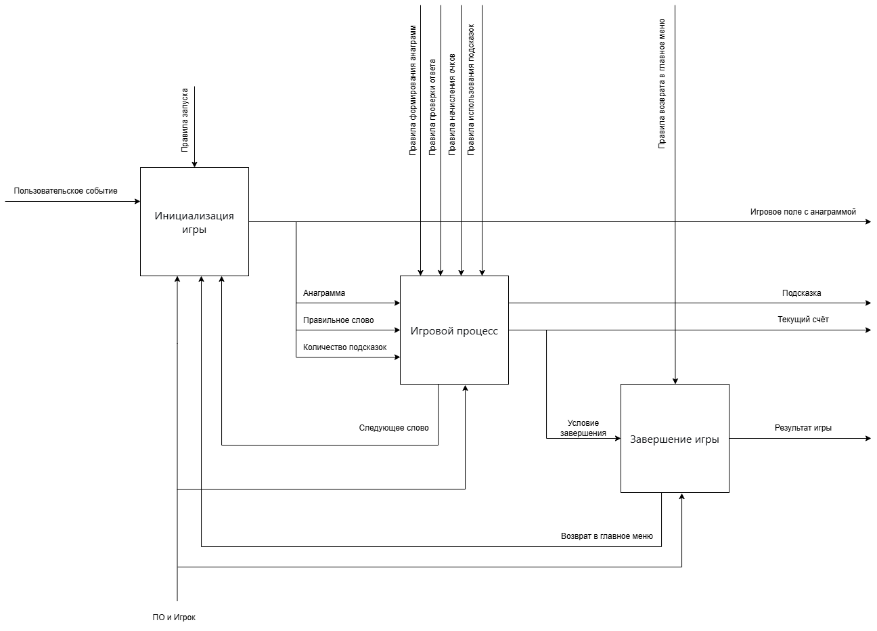 Правила формирования анаграмм
Правила проверки ответа
Правила начисления очков
Правила использования подсказок
Правила возврата в главное меню
Правила запуска
Пользовательское событие
Инициализация
игры
Игровое поле с анаграммой
Анаграмма
Правильное слово
Количество подсказок
Игровой процесс
Подсказка
Текущий счёт
Следующее слово
Условие
завершения
Завершение игры
Результат игры
Возврат в главное меню
ПО и Игрок